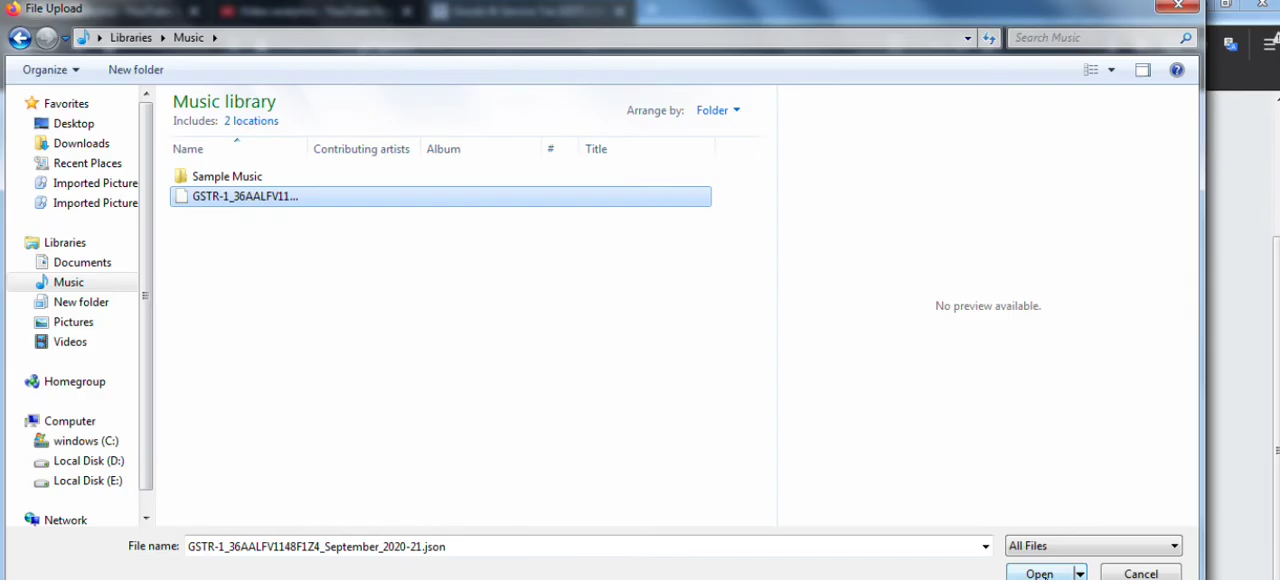 File Upload
Libraries Music
Search Music
Organize New folder
Favorites
Desktop
Downloads
Recent Places
Imported Picture
Imported Picture
Libraries
Documents
Music
New folder
Pictures
Videos
Homegroup
Computer
windows (C:)
Local Disk (D:)
Local Disk (E:)
Network
Music library
Includes: 2 locations
Arrange by: Folder
Name Contributing artists Album # Title
Sample Music
GSTR-1_36AALFV11...
No preview available.
File name: GSTR-1_36AALFV1148F1Z4_September_2020-21.json
All Files
Open Cancel